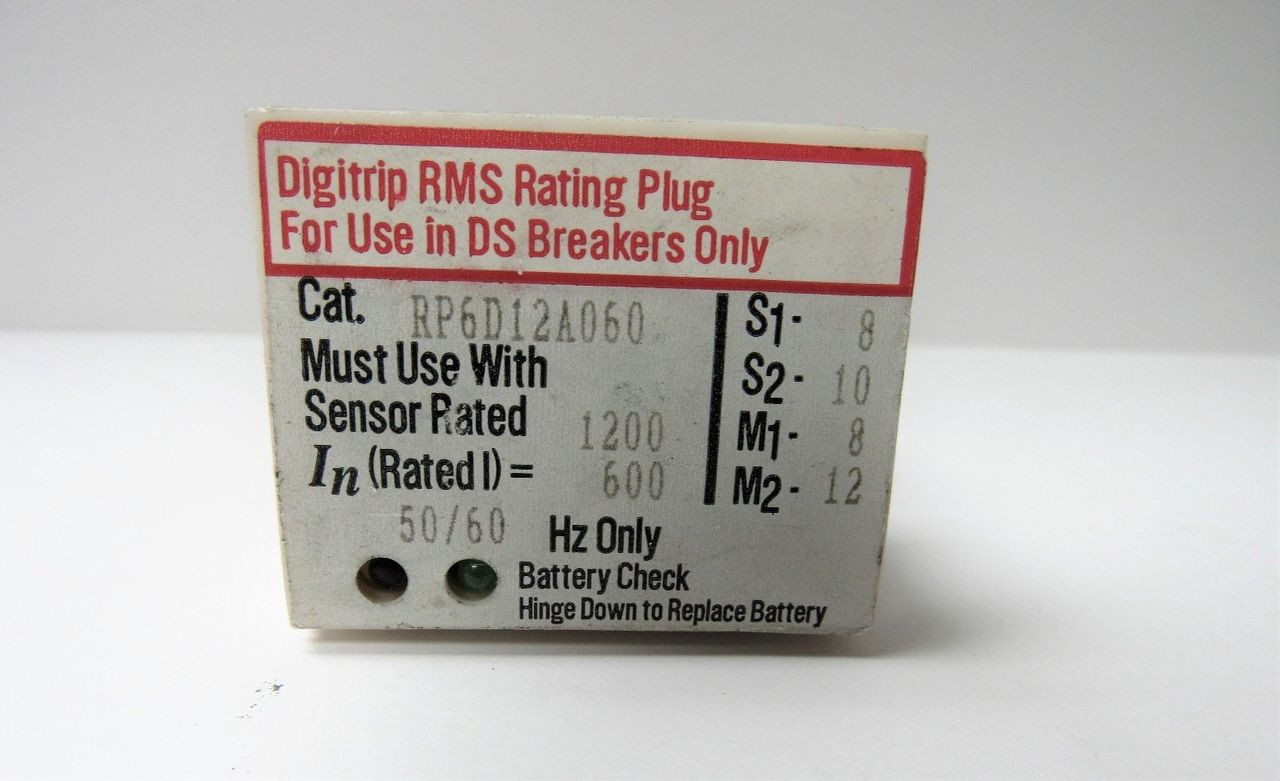 Digitrip RMS Rating Plug
For Use in DS Breakers Only
Cat. RP6D12A060
Must Use With
Sensor Rated 1200
In (Rated I) = 600
50/60 Hz Only
Battery Check
Hinge Down to Replace Battery
S1- 8
S2- 10
M1- 8
M2- 12